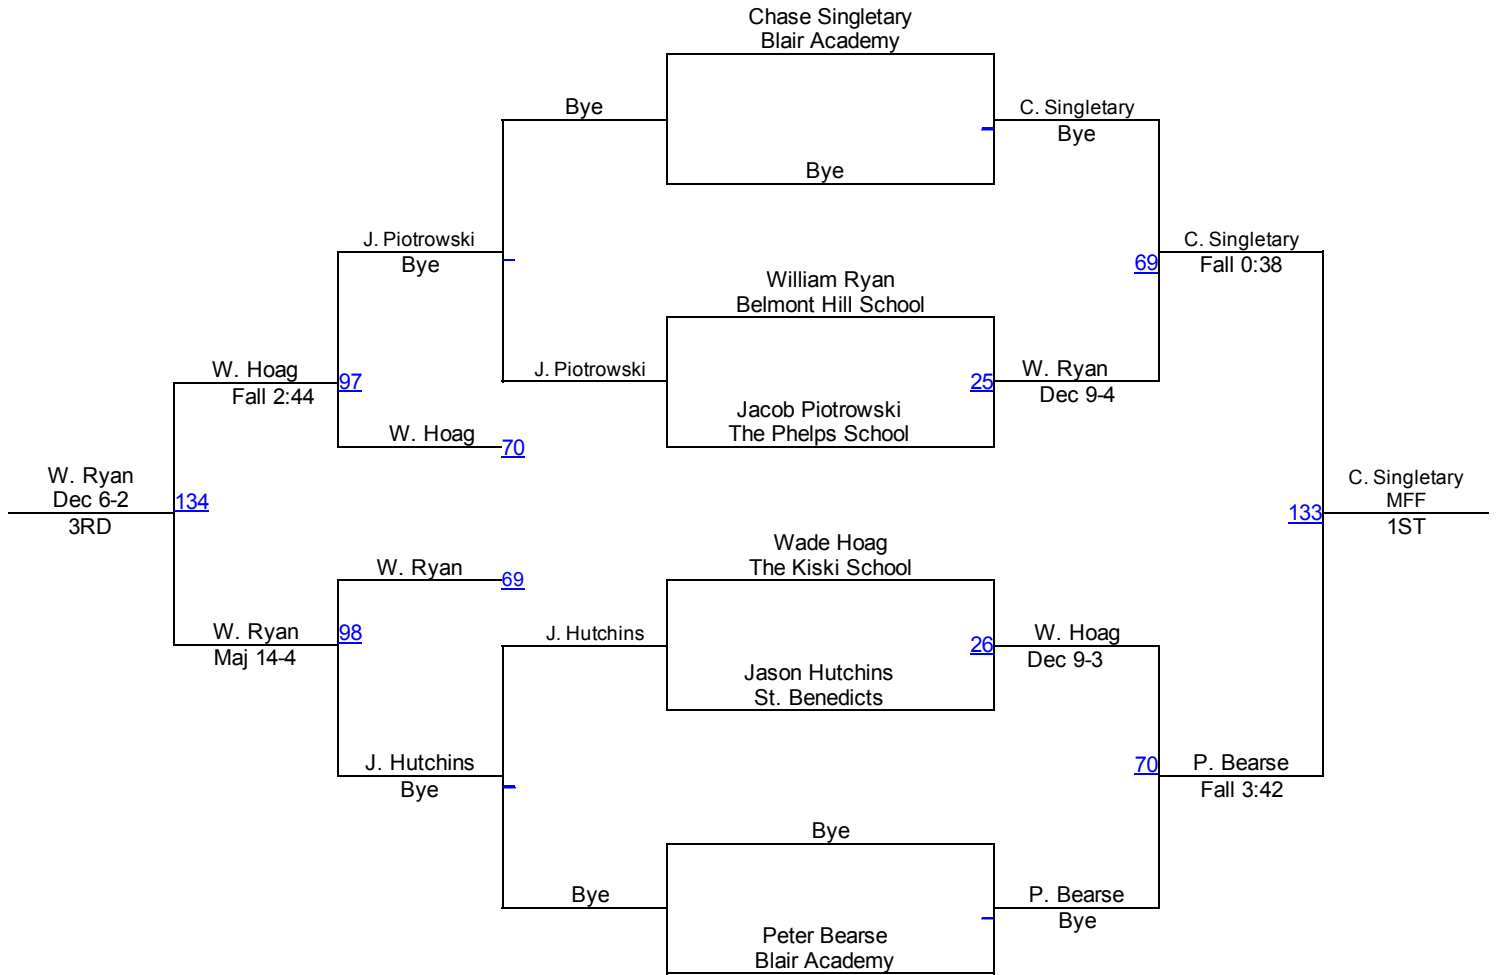 Chase Singletary
Blair Academy
Bye
C. Singletary
Bye
Bye
J. Piotrowski
Bye
C. Singletary
Fall 0:38
69
William Ryan
Belmont Hill School
W. Hoag
Fall 2:44
97
J. Piotrowski
25
W. Ryan
Dec 9-4
Jacob Piotrowski
The Phelps School
W. Hoag
70
W. Ryan
Dec 6-2
3RD
134
133
C. Singletary
MFF
1ST
Wade Hoag
The Kiski School
W. Ryan
69
W. Ryan
Maj 14-4
98
J. Hutchins
26
W. Hoag
Dec 9-3
Jason Hutchins
St. Benedicts
J. Hutchins
Bye
70
P. Bearse
Fall 3:42
Bye
Bye
P. Bearse
Bye
Peter Bearse
Blair Academy